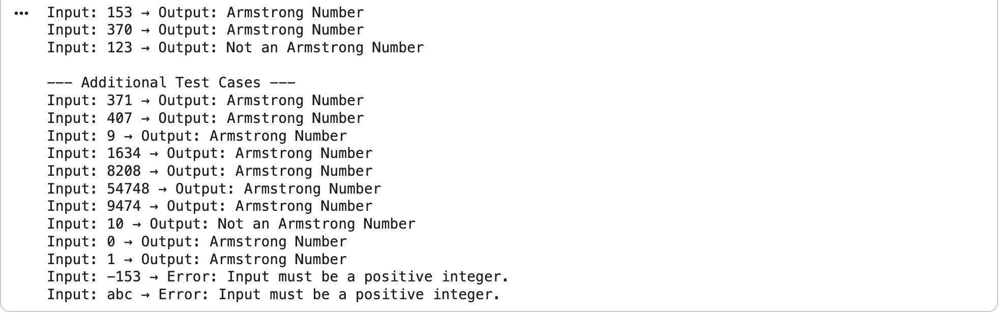 Input: 153 → Output: Armstrong Number
Input: 370 → Output: Armstrong Number
Input: 123 → Output: Not an Armstrong Number
--- Additional Test Cases ---
Input: 371 → Output: Armstrong Number
Input: 407 → Output: Armstrong Number
Input: 9 → Output: Armstrong Number
Input: 1634 → Output: Armstrong Number
Input: 8208 → Output: Armstrong Number
Input: 54748 → Output: Armstrong Number
Input: 9474 → Output: Armstrong Number
Input: 10 → Output: Not an Armstrong Number
Input: 0 → Output: Armstrong Number
Input: 1 → Output: Armstrong Number
Input: -153 → Error: Input must be a positive integer.
Input: abc → Error: Input must be a positive integer.